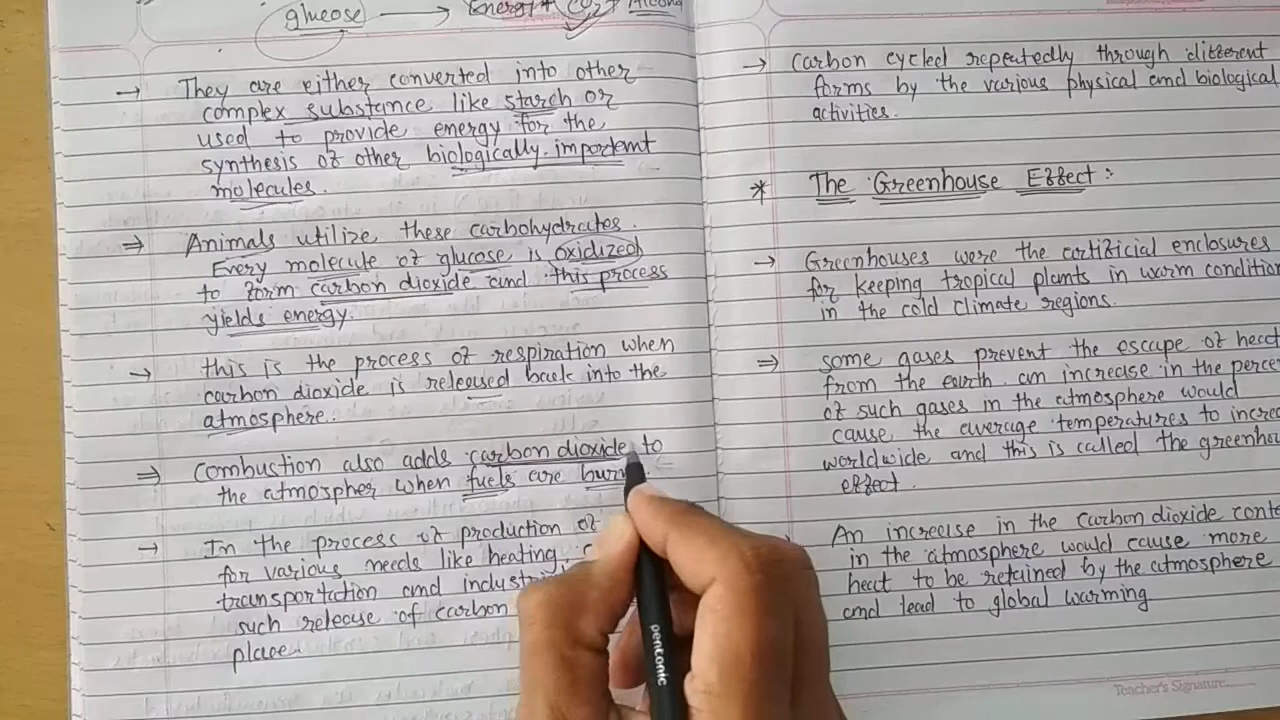 glucose → Energy + CO2 +
→ They are either converted into other
complex substance like starch or
used to provide energy for the
synthesis of other biologically important
molecules.
⇒ Animals utilize these carbohydrates.
Every molecule of glucose is oxidized
to form carbon dioxide and this process
yields energy.
→ this is the process of respiration when
carbon dioxide is released back into the
atmosphere.
⇒ Combustion also adds carbon dioxide to
the atmospher when fuels are
→ In the process of production of
for various needs like heating,
transportation and
such release of carbon
place.
→ Carbon cycled repeatedly through different
forms by the various physical and biological
activities.
* The Greenhouse Effect:
→ Greenhouses were the artificial enclosures
for keeping tropical plants in warm condition
in the cold climate regions.
⇒ some gases prevent the escape of heat
from the earth. an increase in the
of such gases in the atmosphere would
cause the average temperatures to
worldwide and this is called the
effect.
An increase in the carbon dioxide
in the atmosphere would cause more
heat to be retained by the atmosphere
and lead to global warming
Teacher's Signature
pentonic